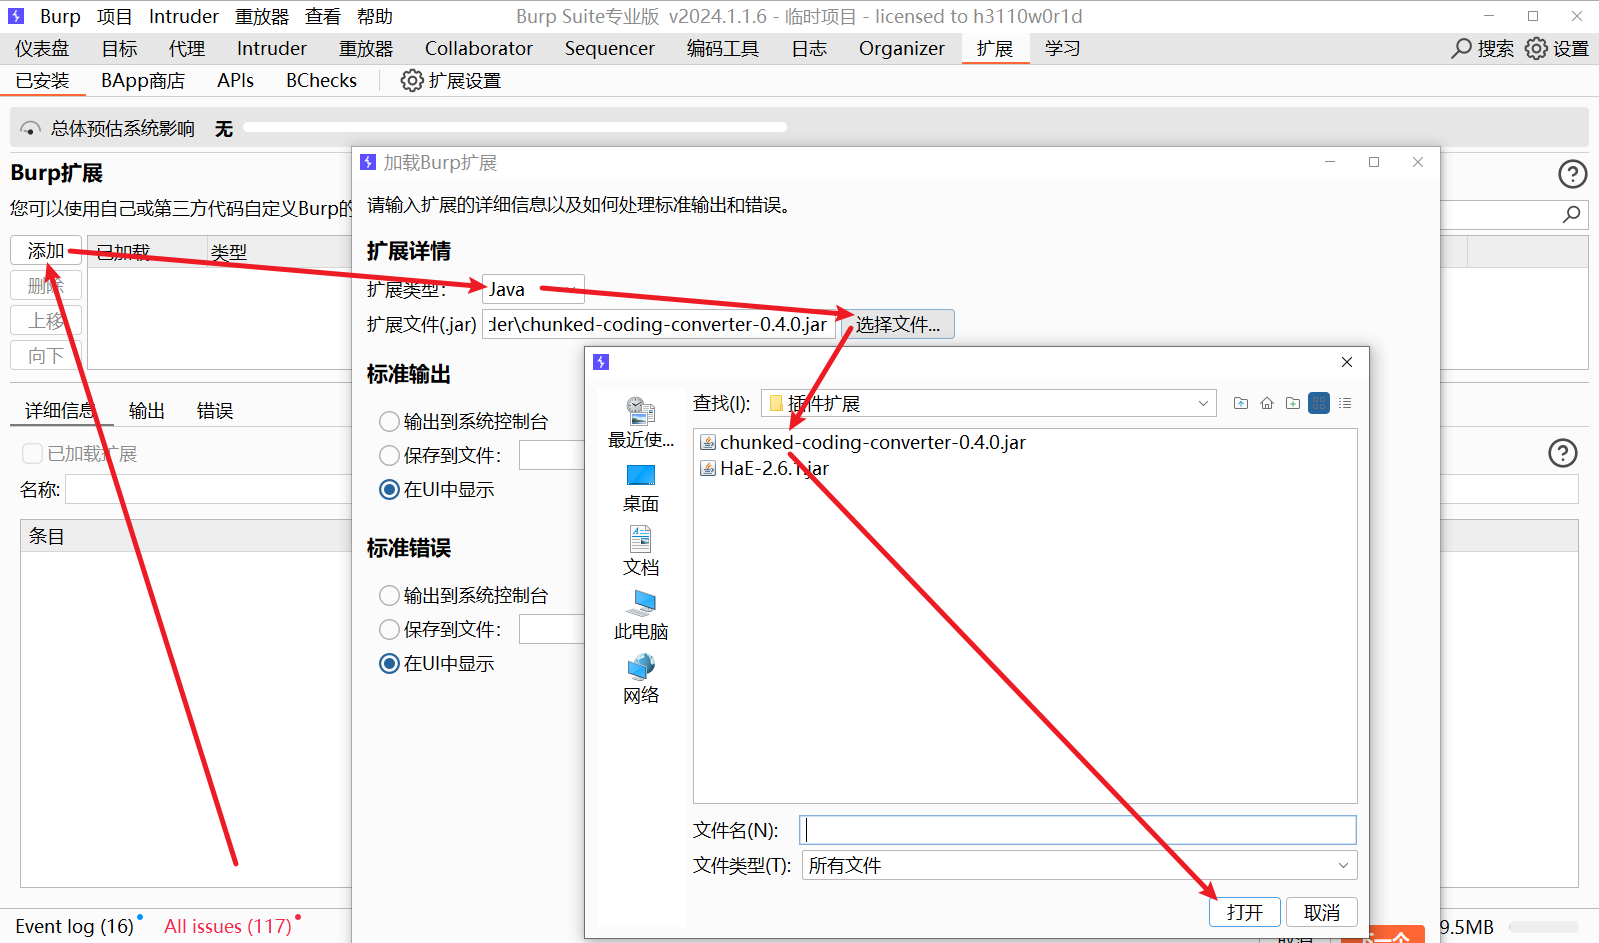 Burp 项目 Intruder 重放器 查看 帮助 Burp Suite专业版 v2024.1.1.6 - 临时项目 - licensed to h3110w0r1d
仪表盘 目标 代理 Intruder 重放器 Collaborator Sequencer 编码工具 日志 Organizer 扩展 学习 搜索 设置
已安装 BApp商店 APIs BChecks 扩展设置
总体预估系统影响 无
Burp扩展
您可以使用自己或第三方代码自定义Burp的
添加 已加载 类型
删除
上移
向下
详细信息 输出 错误
已加载扩展
名称:
条目
Event log (16) All issues (117)
加载Burp扩展
请输入扩展的详细信息以及如何处理标准输出和错误。
扩展详情
扩展类型: Java
扩展文件(.jar) der\chunked-coding-converter-0.4.0.jar 选择文件...
标准输出
输出到系统控制台
保存到文件:
在UI中显示
标准错误
输出到系统控制台
保存到文件:
在UI中显示
查找(I): 插件扩展
最近使...
桌面
文档
此电脑
网络
chunked-coding-converter-0.4.0.jar
HaE-2.6.1.jar
文件名(N):
文件类型(T): 所有文件
打开 取消
取消 下一个
9.5MB